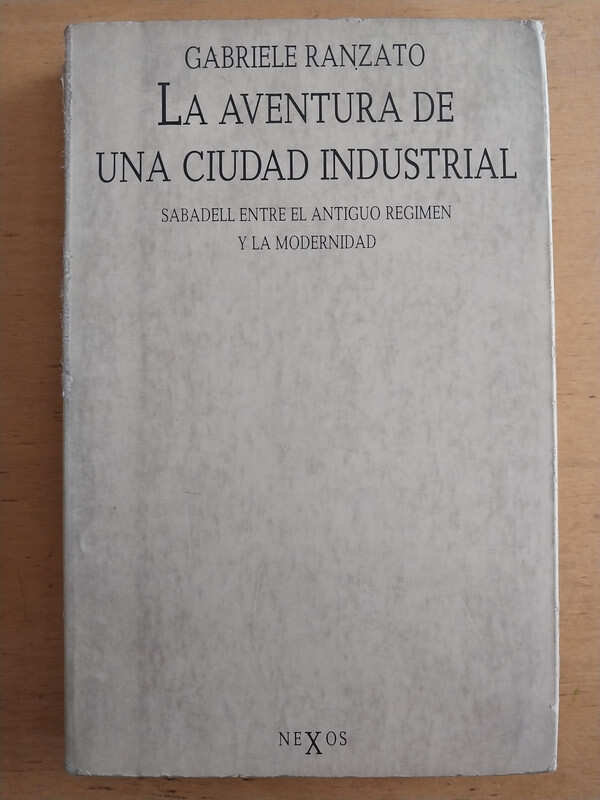 GABRIELE RANZATO
LA AVENTURA DE
UNA CIUDAD INDUSTRIAL
SABADELL ENTRE EL ANTIGUO REGIMEN
Y LA MODERNIDAD
NEXOS